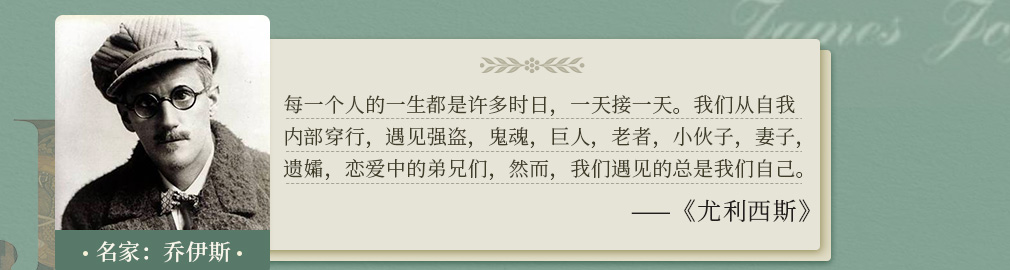 James Jo
每一个人的一生都是许多时日，一天接一天。我们从自我
内部穿行，遇见强盗，鬼魂，巨人，老者，小伙子，妻子，
遗孀，恋爱中的弟兄们，然而，我们遇见的总是我们自己。
——《尤利西斯》
·名家：乔伊斯·